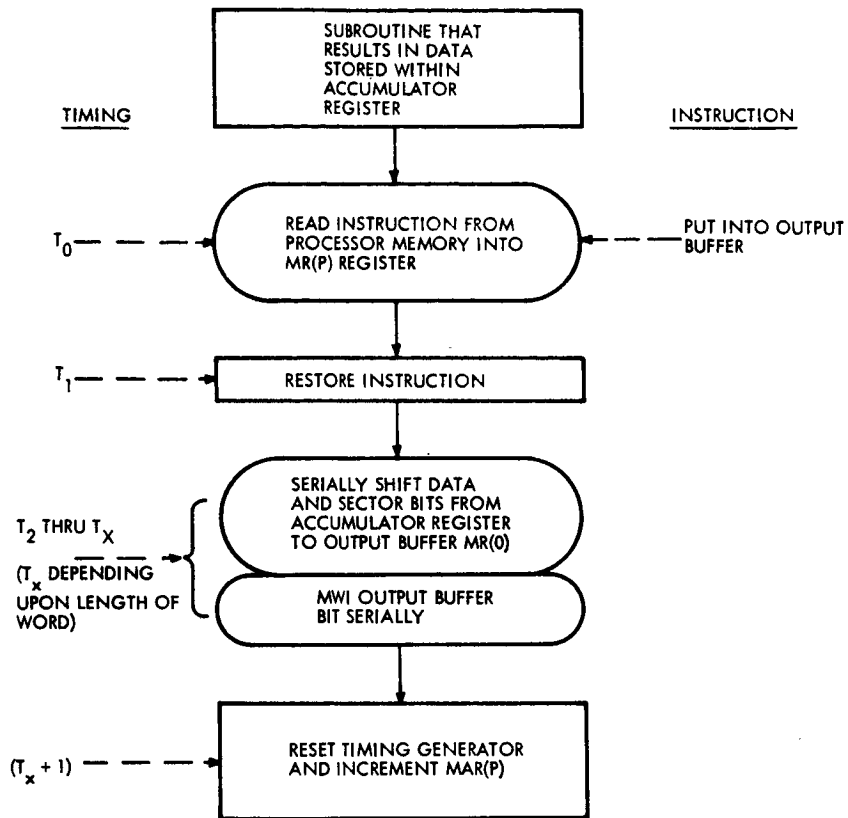 SUBROUTINE THAT
RESULTS IN DATA
STORED WITHIN
ACCUMULATOR
REGISTER
TIMING
INSTRUCTION
T0
READ INSTRUCTION FROM
PROCESSOR MEMORY INTO
MR(P) REGISTER
PUT INTO OUTPUT
BUFFER
T1
RESTORE INSTRUCTION
T2 THRU TX
(Tx DEPENDING
UPON LENGTH OF
WORD)
SERIALLY SHIFT DATA
AND SECTOR BITS FROM
ACCUMULATOR REGISTER
TO OUTPUT BUFFER MR(0)
MWI OUTPUT BUFFER
BIT SERIALLY
(Tx + 1)
RESET TIMING GENERATOR
AND INCREMENT MAR(P)